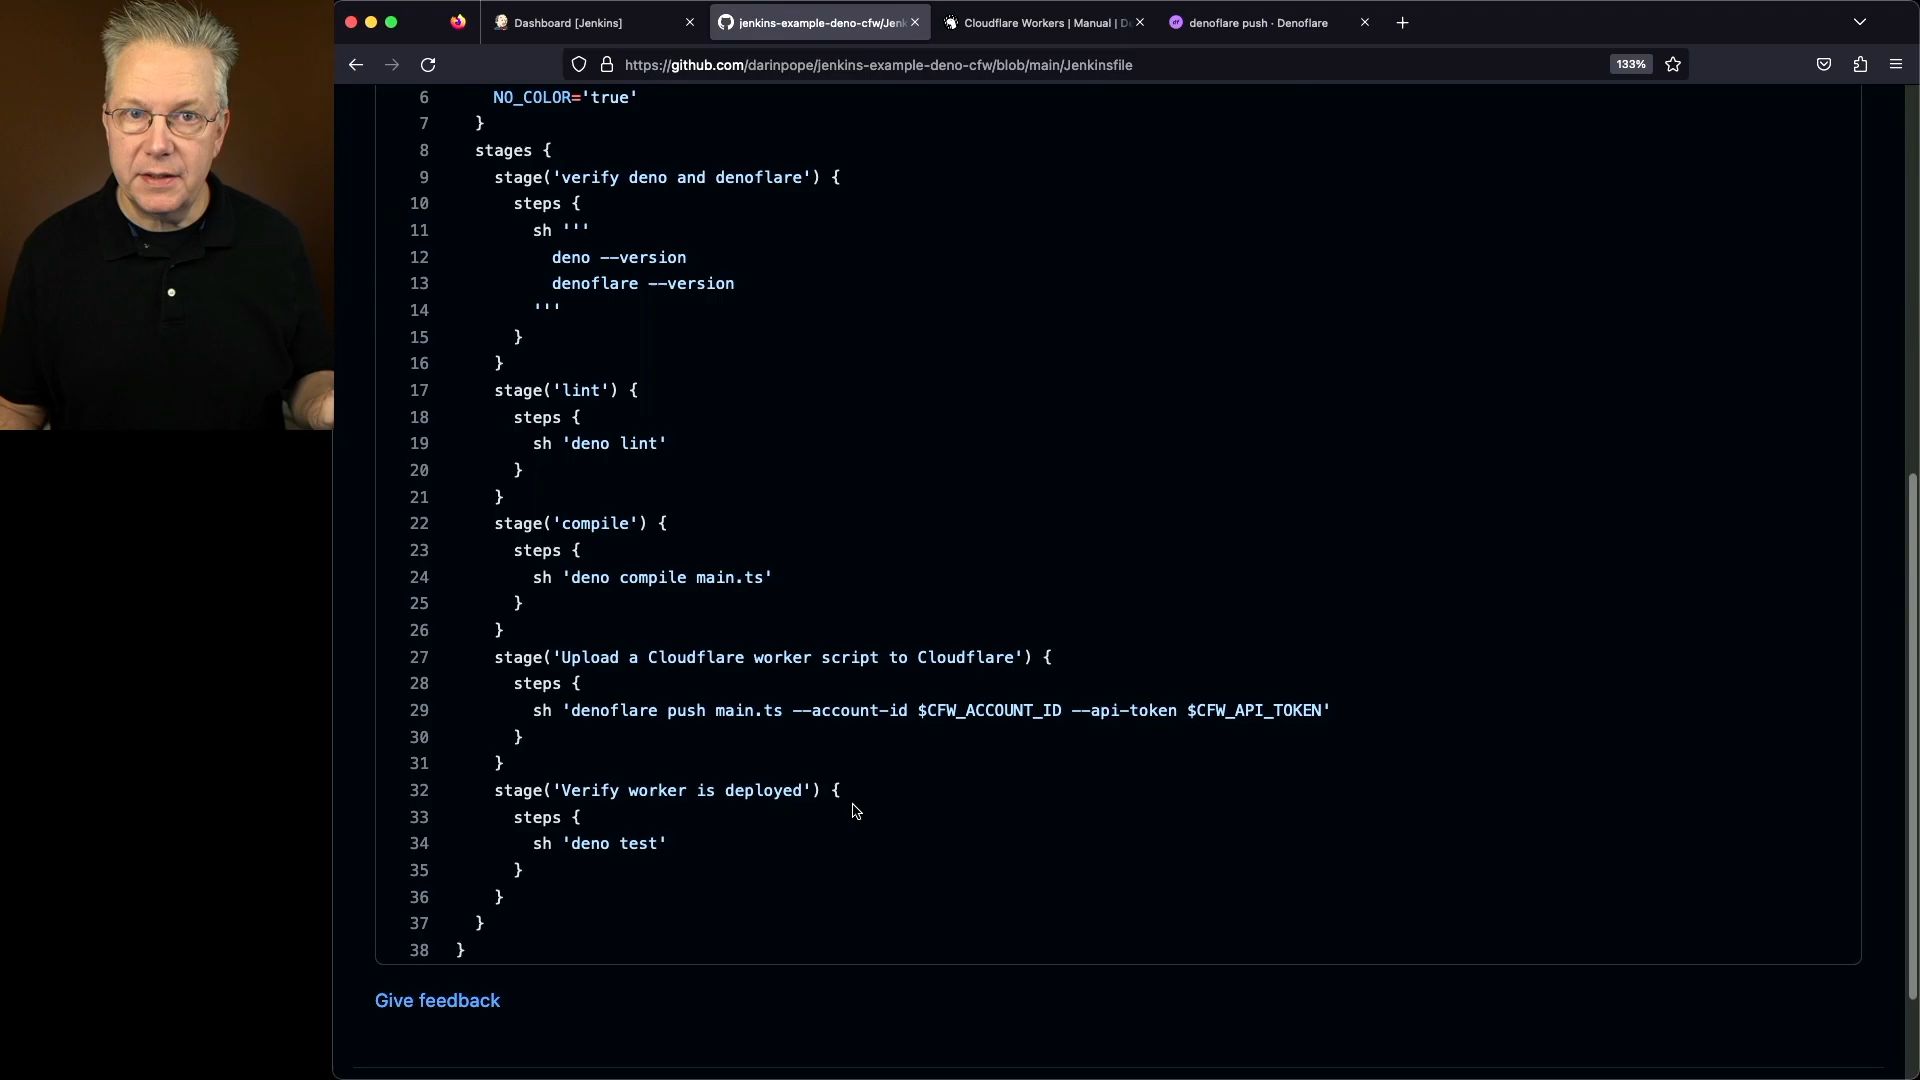 Dashboard [Jenkins]
jenkins-example-deno-cfw/Jenk
Cloudflare Workers | Manual | De
denoflare push · Denoflare
https://github.com/darinpope/jenkins-example-deno-cfw/blob/main/Jenkinsfile
133%
6 NO_COLOR='true'
7 }
8 stages {
9 stage('verify deno and denoflare') {
10 steps {
11 sh '''
12 deno --version
13 denoflare --version
14 '''
15 }
16 }
17 stage('lint') {
18 steps {
19 sh 'deno lint'
20 }
21 }
22 stage('compile') {
23 steps {
24 sh 'deno compile main.ts'
25 }
26 }
27 stage('Upload a Cloudflare worker script to Cloudflare') {
28 steps {
29 sh 'denoflare push main.ts --account-id $CFW_ACCOUNT_ID --api-token $CFW_API_TOKEN'
30 }
31 }
32 stage('Verify worker is deployed') {
33 steps {
34 sh 'deno test'
35 }
36 }
37 }
38 }
Give feedback